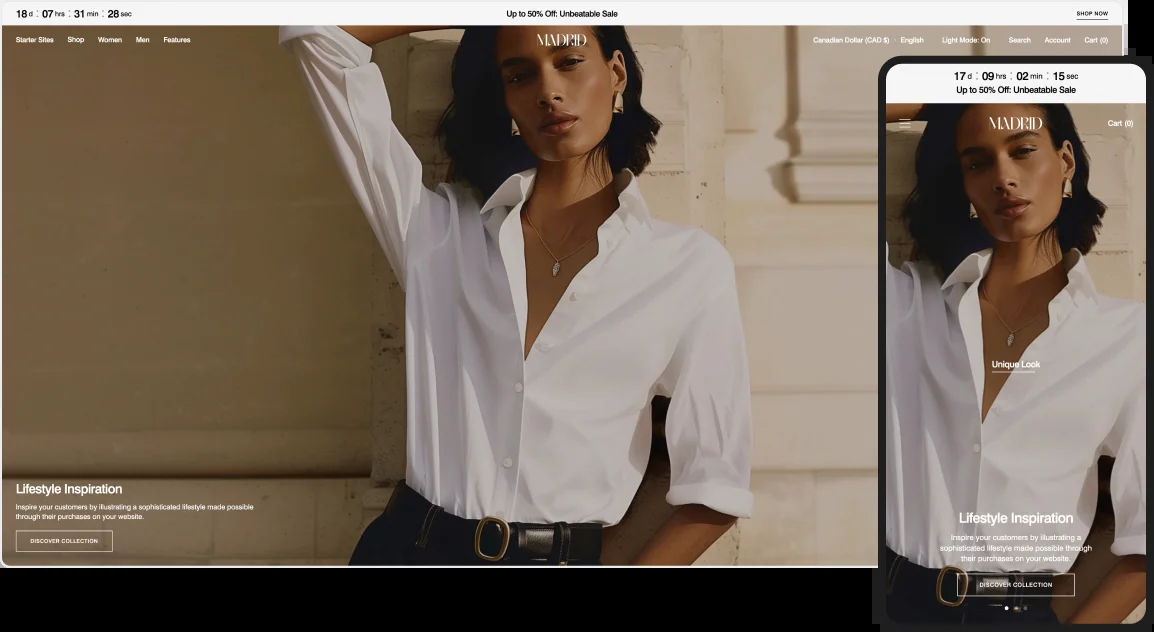 18 d : 07 hrs : 31 min : 28 sec
Up to 50% Off: Unbeatable Sale
SHOP NOW
Starter Sites Shop Women Men Features
MADRID
Canadian Dollar (CAD $) English Light Mode: On Search Account Cart (0)
Lifestyle Inspiration
Inspire your customers by illustrating a sophisticated lifestyle made possible
through their purchases on your website.
DISCOVER COLLECTION
17 d : 09 hrs : 02 min : 15 sec
Up to 50% Off: Unbeatable Sale
MADRID
Cart (0)
Unique Look
Lifestyle Inspiration
Inspire your customers by illustrating a
sophisticated lifestyle made possible through
their purchases on your website.
DISCOVER COLLECTION